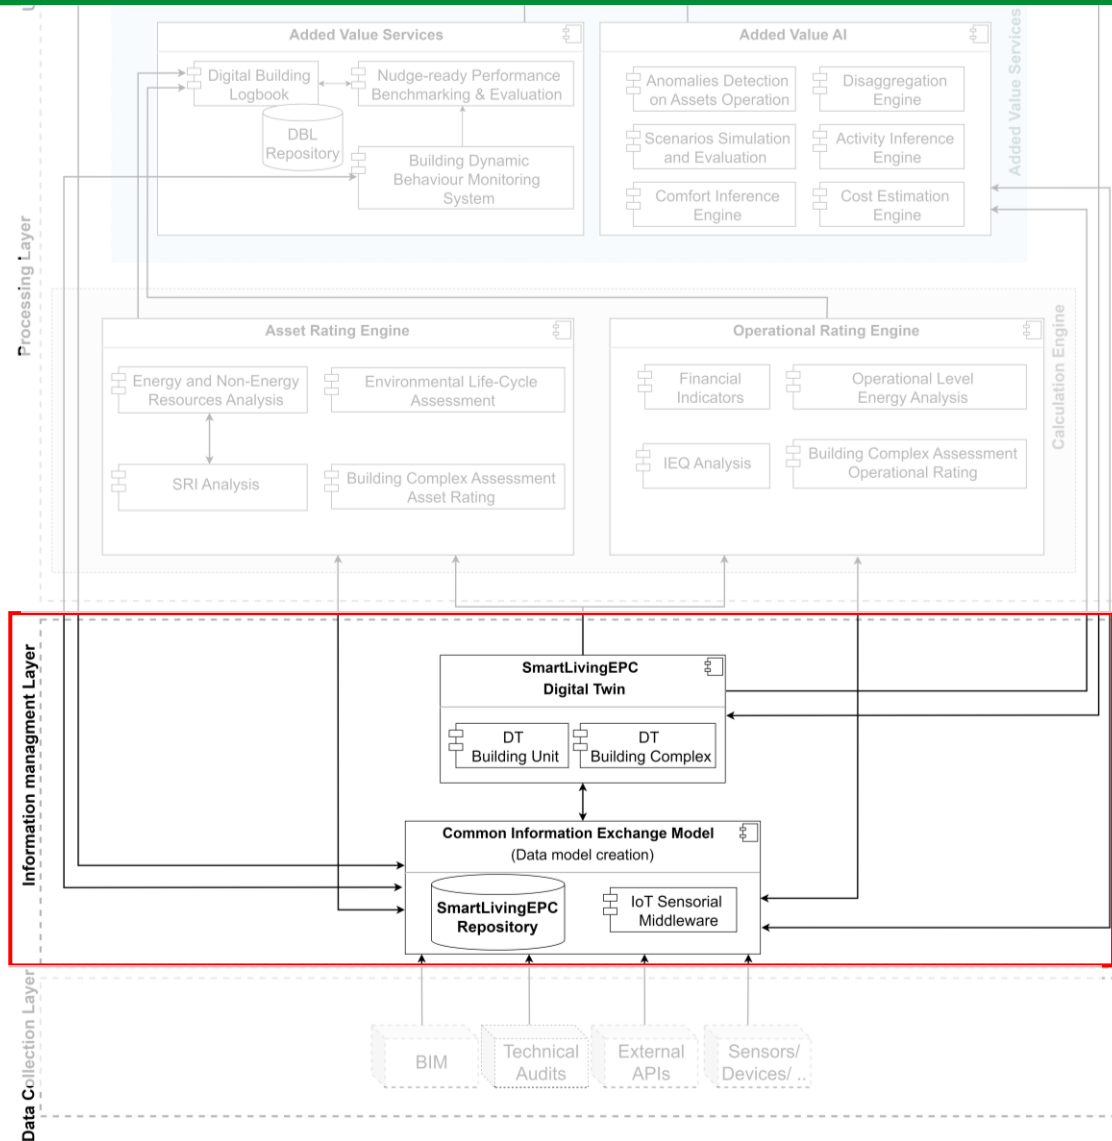 Added Value Services
Digital Building
Logbook
DBL
Repository
Nudge-ready Performance
Benchmarking & Evaluation
Building Dynamic
Behaviour Monitoring
System
Added Value AI
Anomalies Detection
on Assets Operation
Disaggregation
Engine
Scenarios Simulation
and Evaluation
Activity Inference
Engine
Comfort Inference
Engine
Cost Estimation
Engine
Added Value Services
Processing Layer
Asset Rating Engine
Energy and Non-Energy
Resources Analysis
Environmental Life-Cycle
Assessment
SRI Analysis
Building Complex Assessment
Asset Rating
Operational Rating Engine
Financial
Indicators
Operational Level
Energy Analysis
IEQ Analysis
Building Complex Assessment
Operational Rating
Calculation Engine
Information managment Layer
SmartLivingEPC
Digital Twin
DT
Building Unit
DT
Building Complex
Common Information Exchange Model
(Data model creation)
SmartLivingEPC
Repository
IoT Sensorial
Middleware
Data Collection Layer
BIM
Technical
Audits
External
APIs
Sensors/
Devices/ ..